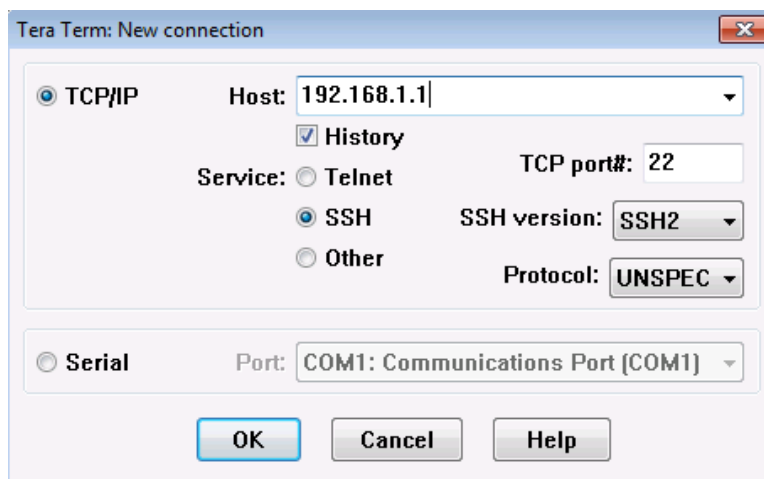 Tera Term: New connection
TCP/IP Host: 192.168.1.1
History
Service: Telnet TCP port#: 22
SSH SSH version: SSH2
Other Protocol: UNSPEC
Serial Port: COM1: Communications Port (COM1)
OK Cancel Help